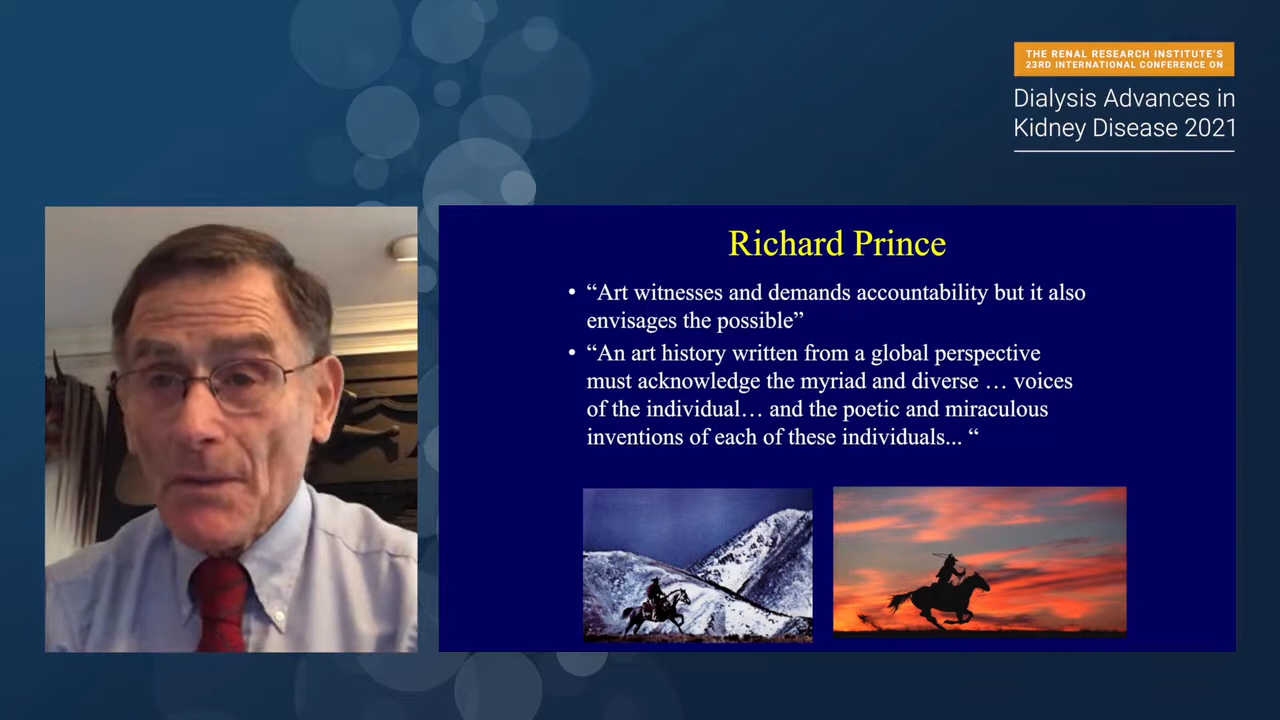 THE RENAL RESEARCH INSTITUTE'S
23RD INTERNATIONAL CONFERENCE ON
Dialysis Advances in
Kidney Disease 2021
Richard Prince
• “Art witnesses and demands accountability but it also
envisages the possible”
• “An art history written from a global perspective
must acknowledge the myriad and diverse … voices
of the individual… and the poetic and miraculous
inventions of each of these individuals... “